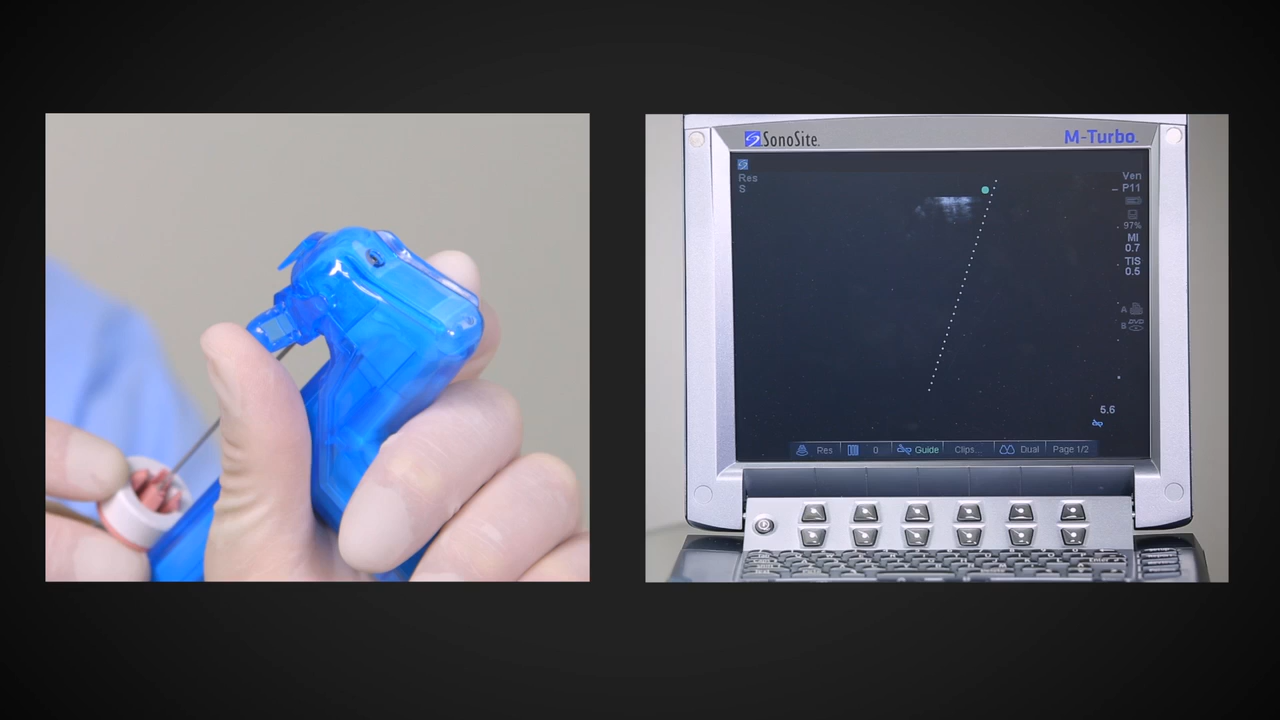 SonoSite
M-Turbo
Res
S
Ven
P11
97%
MI
0.7
TIS
0.5
A
B DVD
5.6
Res 0 Guide Clips... Dual Page 1/2